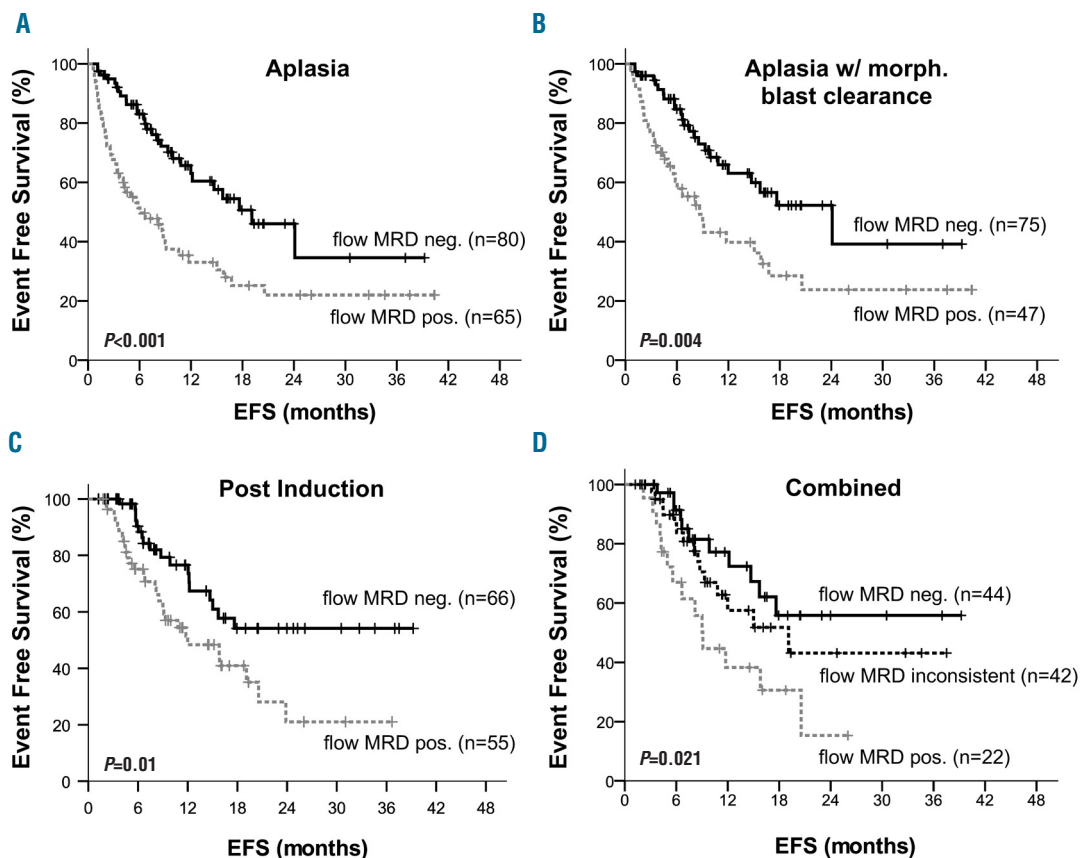 A
Aplasia
Event Free Survival (%)
100
80
60
40
20
0
flow MRD neg. (n=80)
flow MRD pos. (n=65)
P<0.001
0 6 12 18 24 30 36 42 48
EFS (months)
B
Aplasia w/ morph.
blast clearance
Event Free Survival (%)
100
80
60
40
20
0
flow MRD neg. (n=75)
flow MRD pos. (n=47)
P=0.004
0 6 12 18 24 30 36 42 48
EFS (months)
C
Post Induction
Event Free Survival (%)
100
80
60
40
20
0
flow MRD neg. (n=66)
flow MRD pos. (n=55)
P=0.01
0 6 12 18 24 30 36 42 48
EFS (months)
D
Combined
Event Free Survival (%)
100
80
60
40
20
0
flow MRD neg. (n=44)
flow MRD inconsistent (n=42)
flow MRD pos. (n=22)
P=0.021
0 6 12 18 24 30 36 42 48
EFS (months)